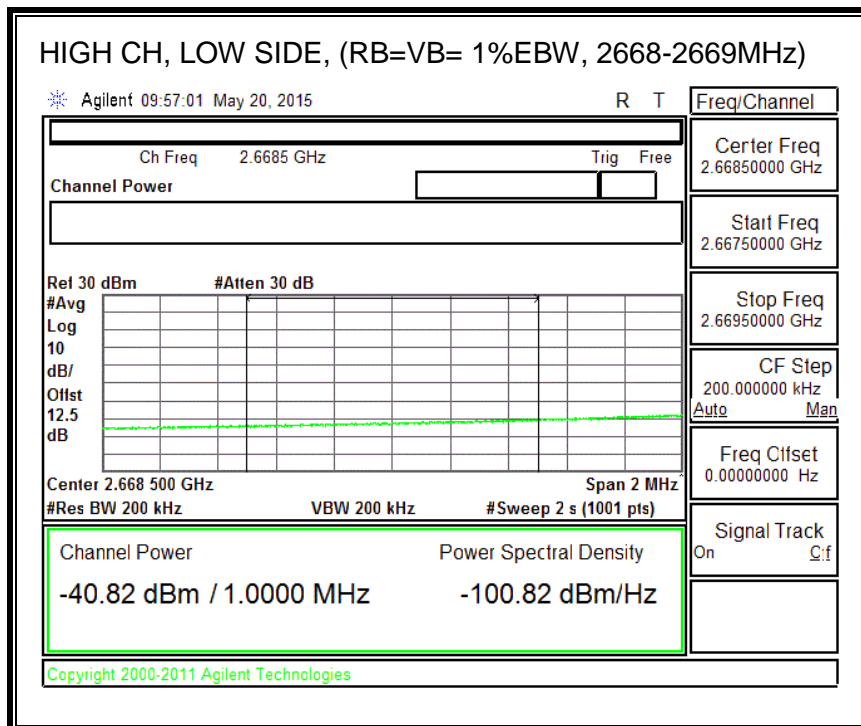 HIGH CH, LOW SIDE, (RB=VB= 1%EBW, 2668-2669MHz)
Agilent 09:57:01 May 20, 2015 R T
Freq/Channel
Ch Freq 2.6685 GHz Trig Free
Channel Power
Center Freq
2.66850000 GHz
Start Freq
2.66750000 GHz
Stop Freq
2.66950000 GHz
CF Step
200.000000 kHz
Auto Man
Freq Offset
0.00000000 Hz
Signal Track
On Off
Ref 30 dBm #Atten 30 dB
#Avg
Log
10
dB/
Offst
12.5
dB
Center 2.668 500 GHz Span 2 MHz
#Res BW 200 kHz VBW 200 kHz #Sweep 2 s (1001 pts)
Channel Power Power Spectral Density
-40.82 dBm / 1.0000 MHz -100.82 dBm/Hz
Copyright 2000-2011 Agilent Technologies